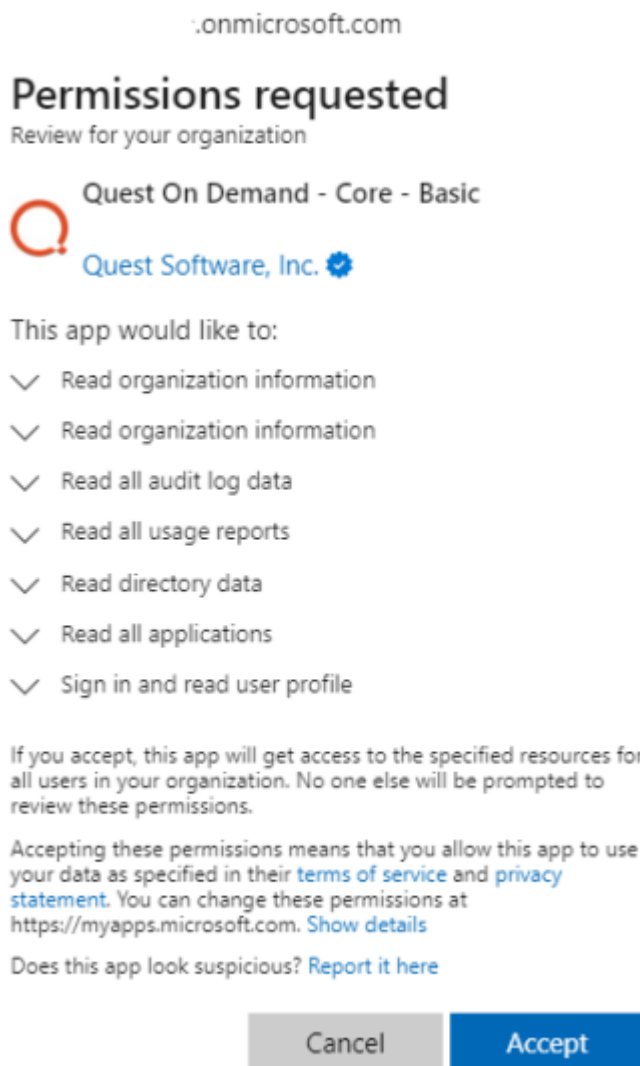 .onmicrosoft.com
Permissions requested
Review for your organization
Quest On Demand - Core - Basic
Quest Software, Inc.
This app would like to:
Read organization information
Read organization information
Read all audit log data
Read all usage reports
Read directory data
Read all applications
Sign in and read user profile
If you accept, this app will get access to the specified resources for
all users in your organization. No one else will be prompted to
review these permissions.
Accepting these permissions means that you allow this app to use
your data as specified in their terms of service and privacy
statement. You can change these permissions at
https://myapps.microsoft.com. Show details
Does this app look suspicious? Report it here
Cancel
Accept